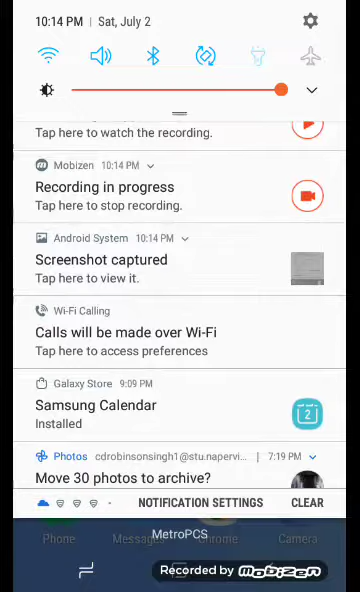 10:14 PM | Sat, July 2
Tap here to watch the recording.
Mobizen 10:14 PM
Recording in progress
Tap here to stop recording.
Android System 10:14 PM
Screenshot captured
Tap here to view it.
Wi-Fi Calling
Calls will be made over Wi-Fi
Tap here to access preferences
Galaxy Store 9:09 PM
Samsung Calendar
Installed
2
Photos cdrobinsonsingh1@stu.napervi... | 7:19 PM
Move 30 photos to archive?
NOTIFICATION SETTINGS CLEAR
MetroPCS
Phone Messages Chrome Camera
Recorded by mobizen